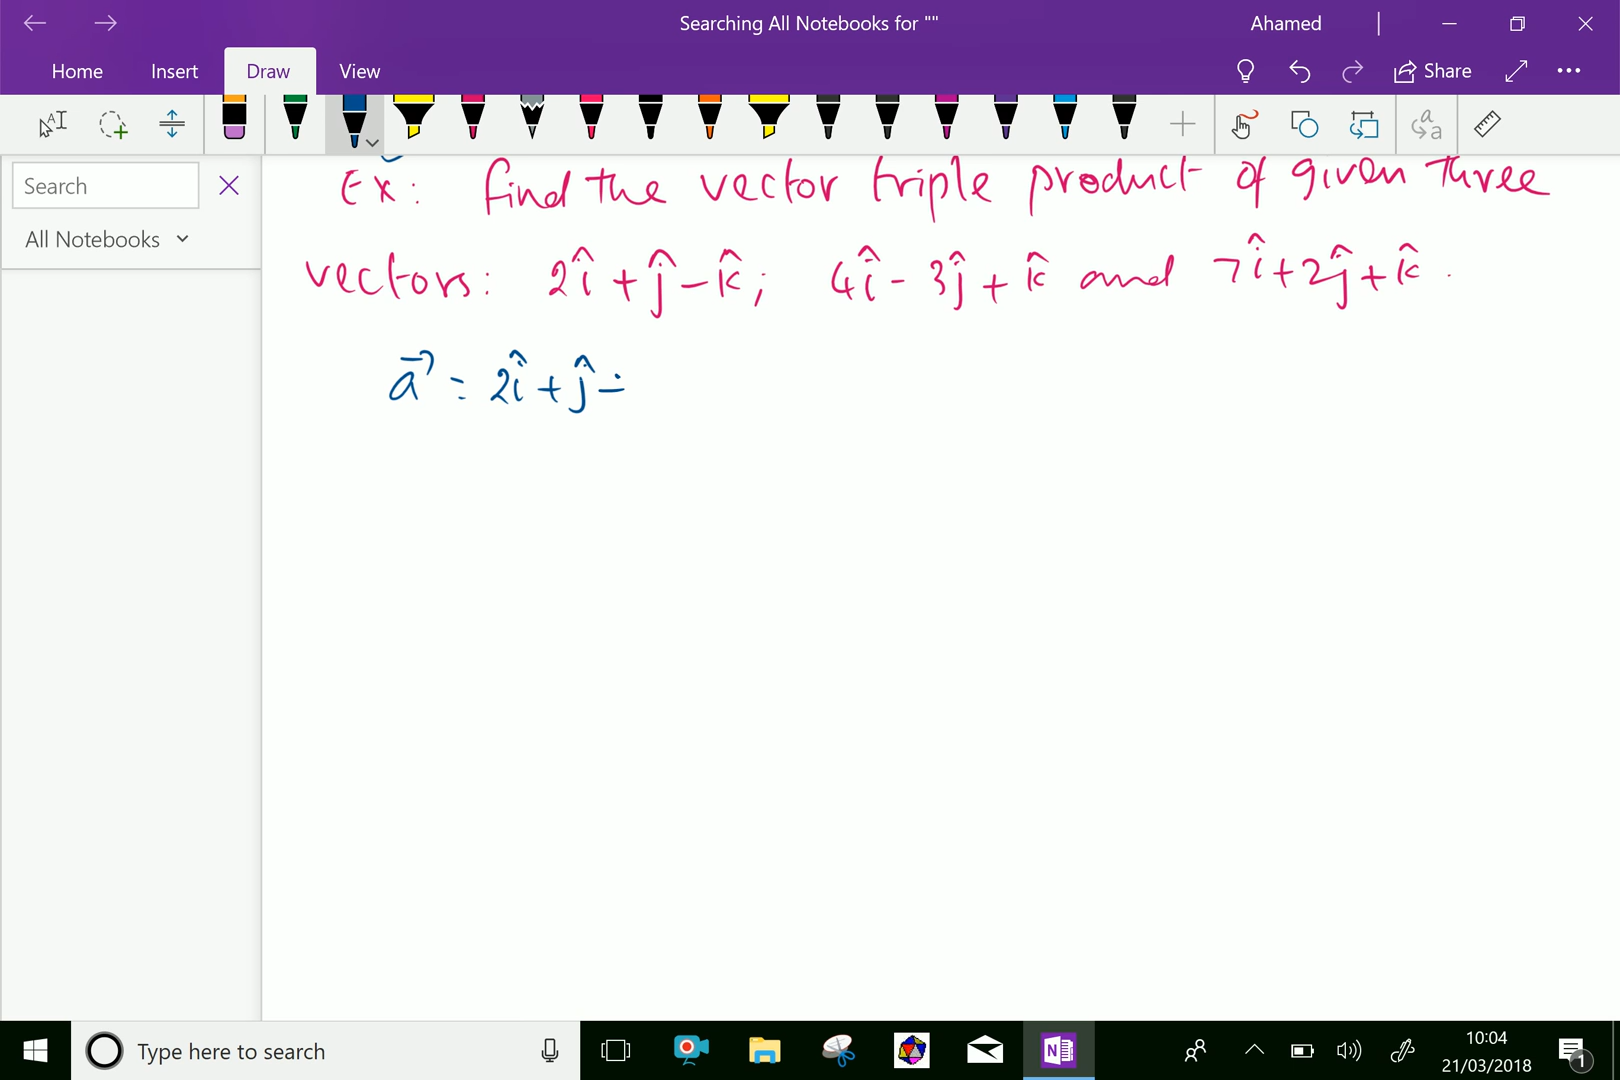 Searching All Notebooks for ""
Ahamed
Home Insert Draw View
Share
Search
All Notebooks
Ex: find the vector triple product of given three
vectors: 2î + ĵ - k̂; 4î - 3ĵ + k̂ and 7î + 2ĵ + k̂.
a⃗ = 2î + ĵ -
Type here to search
10:04
21/03/2018
1